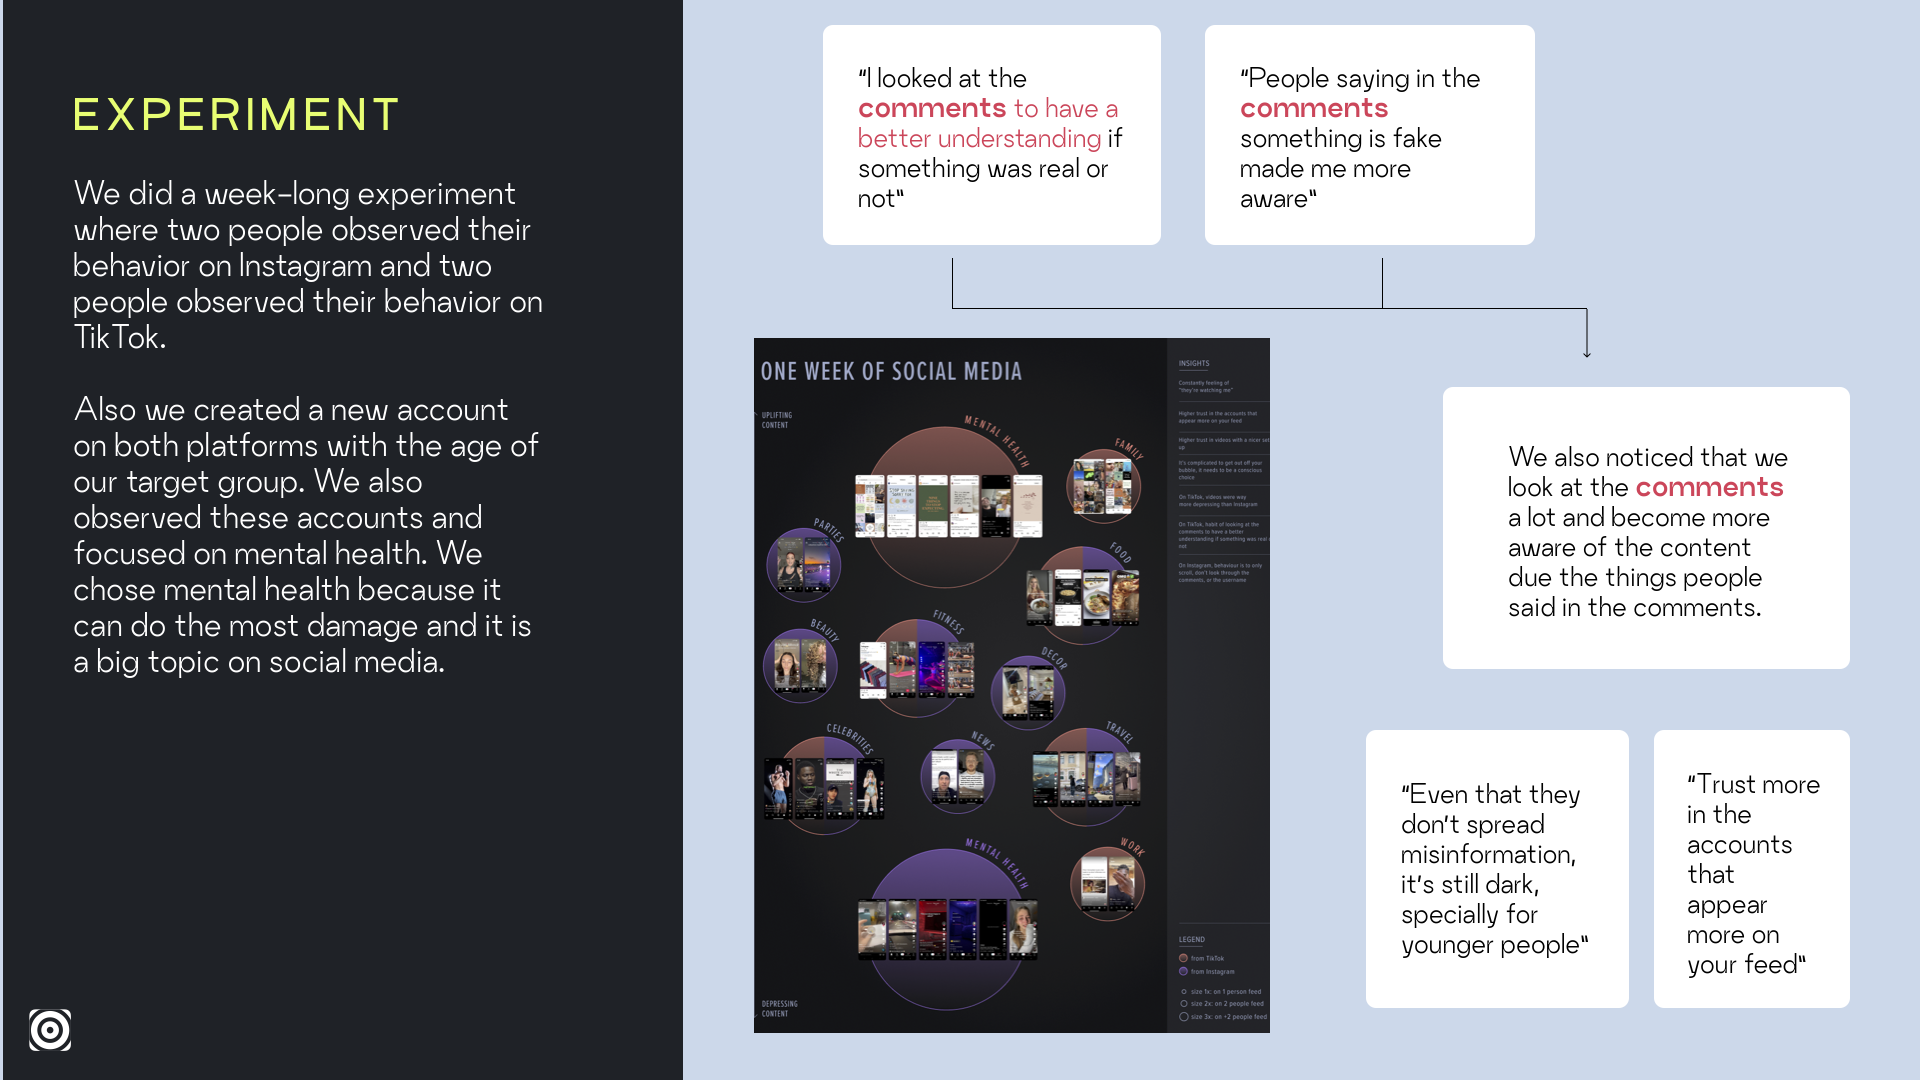 EXPERIMENT
We did a week-long experiment
where two people observed their
behavior on Instagram and two
people observed their behavior on
TikTok.
Also we created a new account
on both platforms with the age of
our target group. We also
observed these accounts and
focused on mental health. We
chose mental health because it
can do the most damage and it is
a big topic on social media.
"I looked at the
comments to have a
better understanding if
something was real or
not"
"People saying in the
comments
something is fake
made me more
aware"
ONE WEEK OF SOCIAL MEDIA
UPLIFTING
CONTENT
MENTAL HEALTH
FAMILY
PARTIES
FOOD
BEAUTY
FITNESS
DECOR
CELEBRITIES
NEWS
TRAVEL
MENTAL HEALTH
WORK
DEPRESSING
CONTENT
INSIGHTS
Constantly feeling of
"they're watching me"
Higher trust in the accounts that
appear more on your feed
Higher trust in videos with a nicer set
up
It's complicated to get out off your
bubble, it needs to be a conscious
choice
On TikTok, videos were way
more depressing than Instagram
On TikTok, habit of looking at the
comments to have a better
understanding if something was real
not
On Instagram, behaviour is to only
scroll, don't look through the
comments, or the username
LEGEND
from TikTok
from Instagram
size 1x: on 1 person feed
size 2x: on 2 people feed
size 3x: on +2 people feed
We also noticed that we
look at the comments
a lot and become more
aware of the content
due the things people
said in the comments.
"Even that they
don't spread
misinformation,
it's still dark,
specially for
younger people"
"Trust more
in the
accounts
that
appear
more on
your feed"